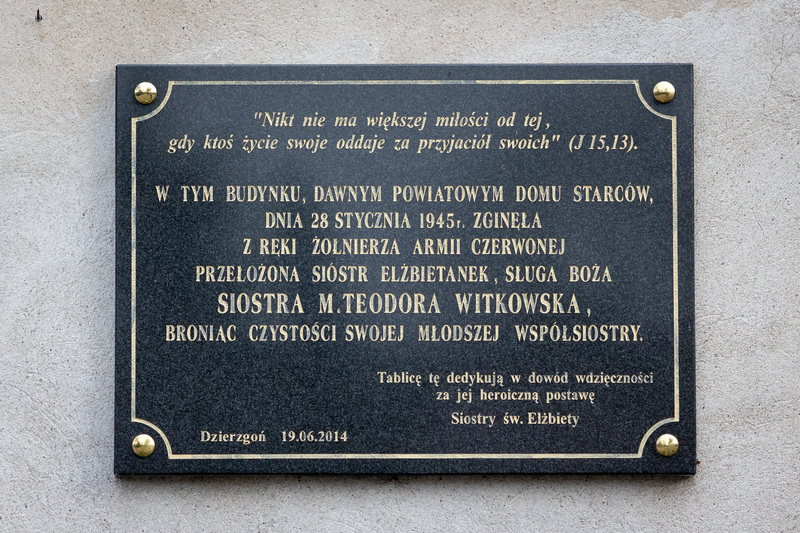 "Nikt nie ma większej miłości od tej,
gdy ktoś życie swoje oddaje za przyjaciół swoich" (J 15,13).
W TYM BUDYNKU, DAWNYM POWIATOWYM DOMU STARCÓW,
DNIA 28 STYCZNIA 1945r. ZGINĘŁA
Z RĘKI ŻOŁNIERZA ARMII CZERWONEJ
PRZEŁOŻONA SIÓSTR ELŻBIETANEK, SŁUGA BOŻA
SIOSTRA M.TEODORA WITKOWSKA,
BRONIĄC CZYSTOŚCI SWOJEJ MŁODSZEJ WSPÓŁSIOSTRY.
Tablicę tę dedykują w dowód wdzięczności
za jej heroiczną postawę
Siostry św. Elżbiety
Dzierzgoń 19.06.2014